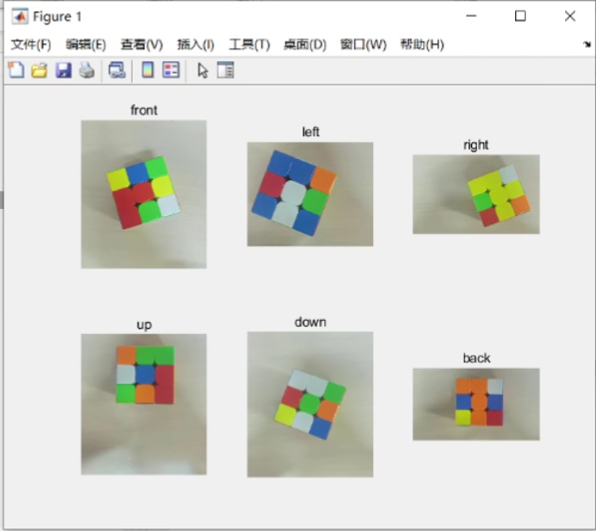 Figure 1
文件(F) 编辑(E) 查看(V) 插入(I) 工具(T) 桌面(D) 窗口(W) 帮助(H)
front
left
right
up
down
back